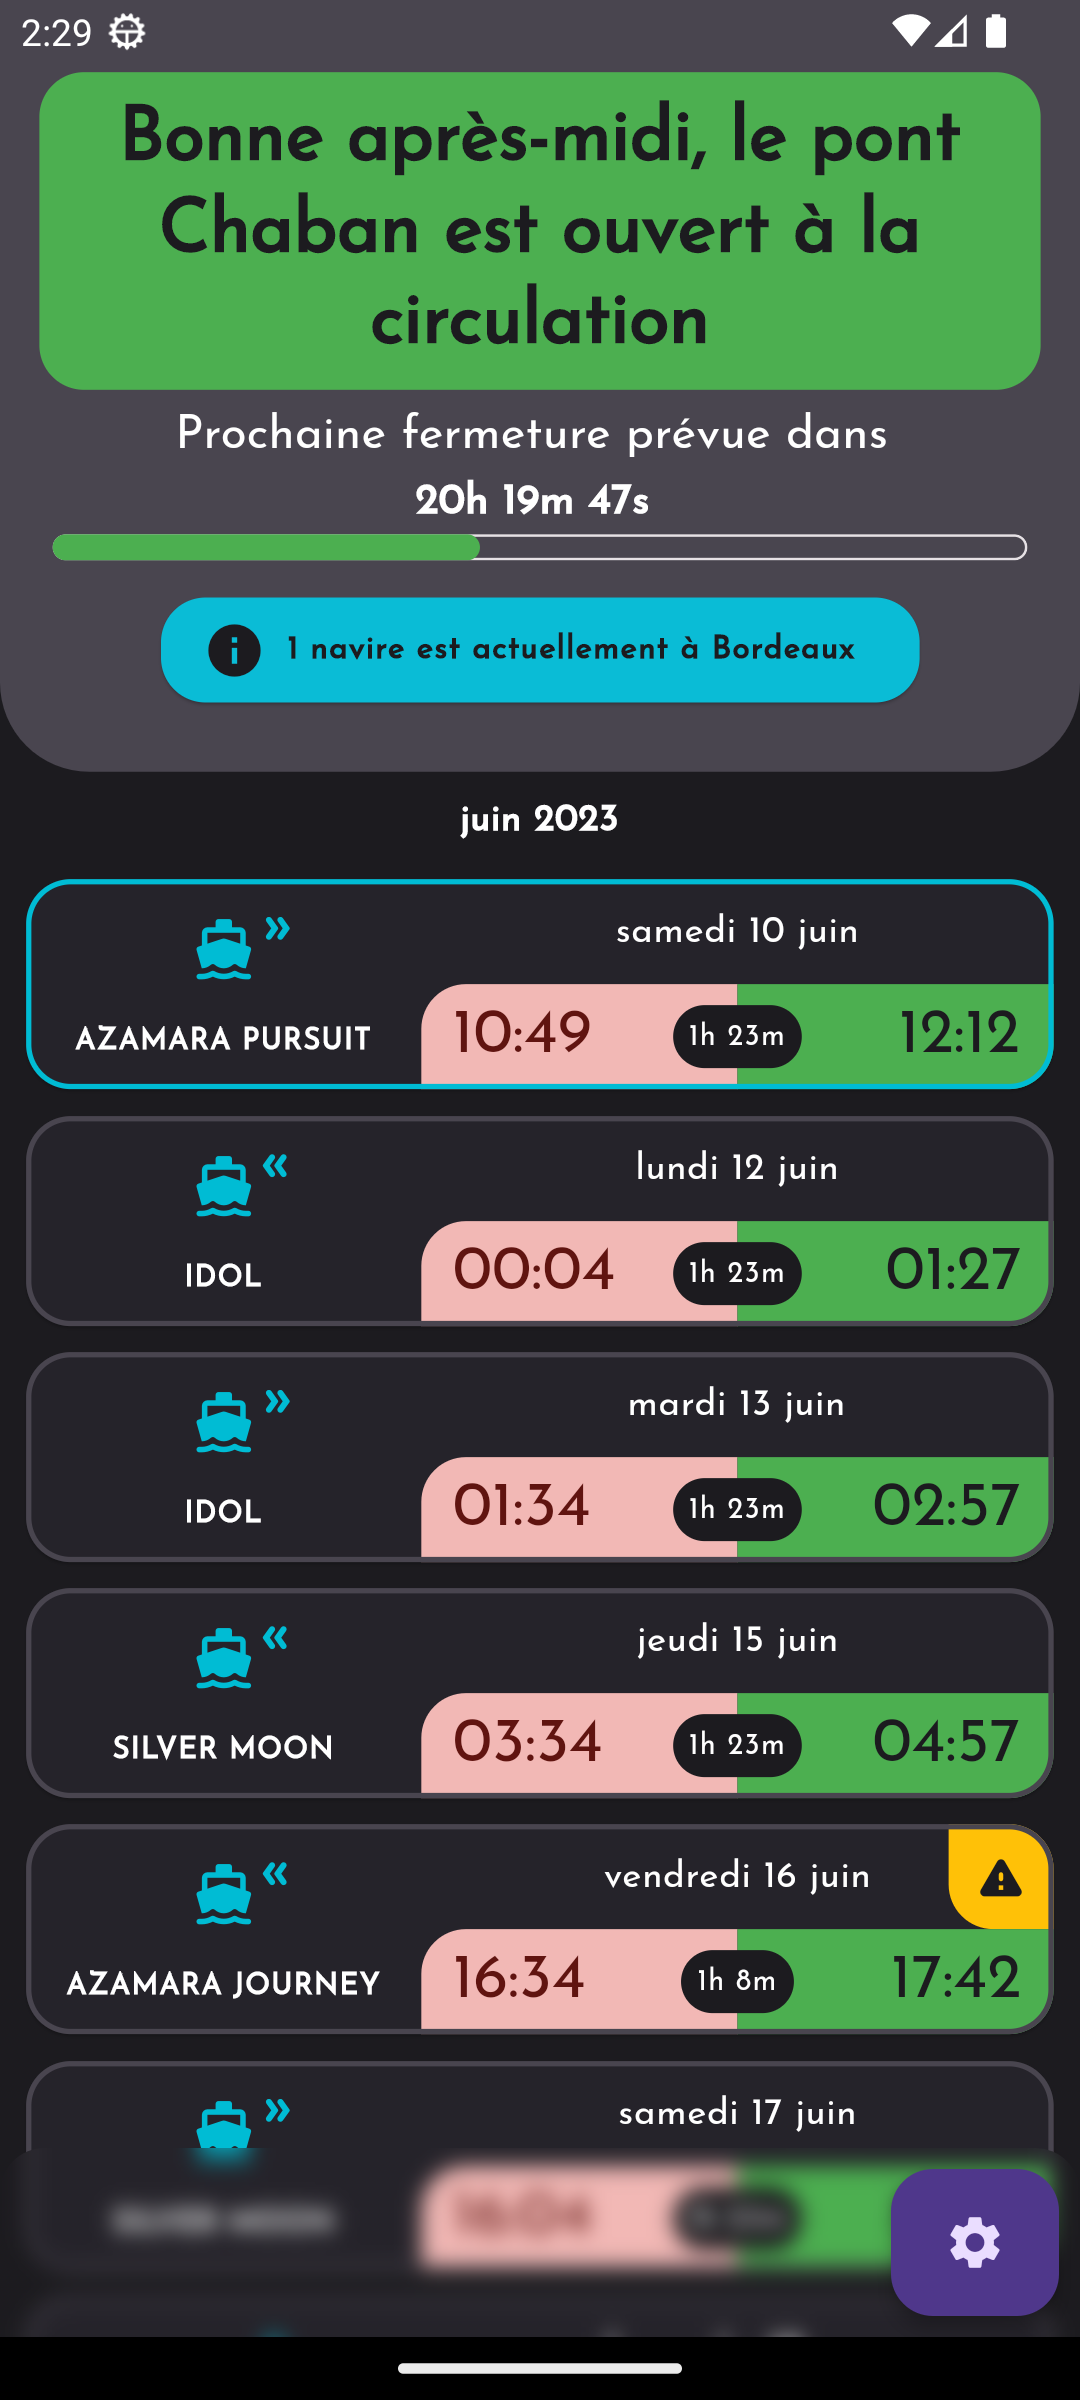 2:29
Bonne après-midi, le pont
Chaban est ouvert à la
circulation
Prochaine fermeture prévue dans
20h 19m 47s
1 navire est actuellement à Bordeaux
juin 2023
»
samedi 10 juin
AZAMARA PURSUIT
10:49
1h 23m
12:12
«
lundi 12 juin
IDOL
00:04
1h 23m
01:27
»
mardi 13 juin
IDOL
01:34
1h 23m
02:57
«
jeudi 15 juin
SILVER MOON
03:34
1h 23m
04:57
«
vendredi 16 juin
AZAMARA JOURNEY
16:34
1h 8m
17:42
»
samedi 17 juin
SILVER MOON
16:04